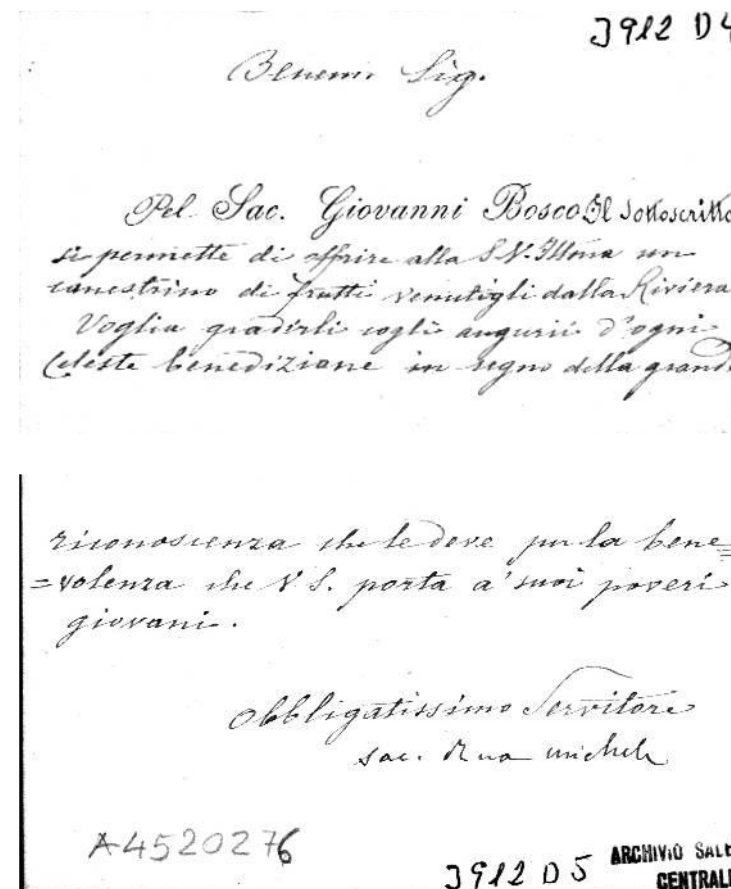 3912 D4
Benem. Sig.
Pel Sac. Giovanni Bosco Il sottoscritto
si permette di offrire alla S.V. Ill.ma un
canestrino di frutti venutigli dalla Riviera
Voglia gradirli cogli augurii d'ogni
Celeste benedizione in segno della grande
riconoscenza che le deve per la bene=
=volenza che V. S. porta a' suoi poveri
giovani.
Obbligatissimo Servitore
sac. Rua Michele
A4520276
3912 D5
ARCHIVIO SALE
CENTRALE